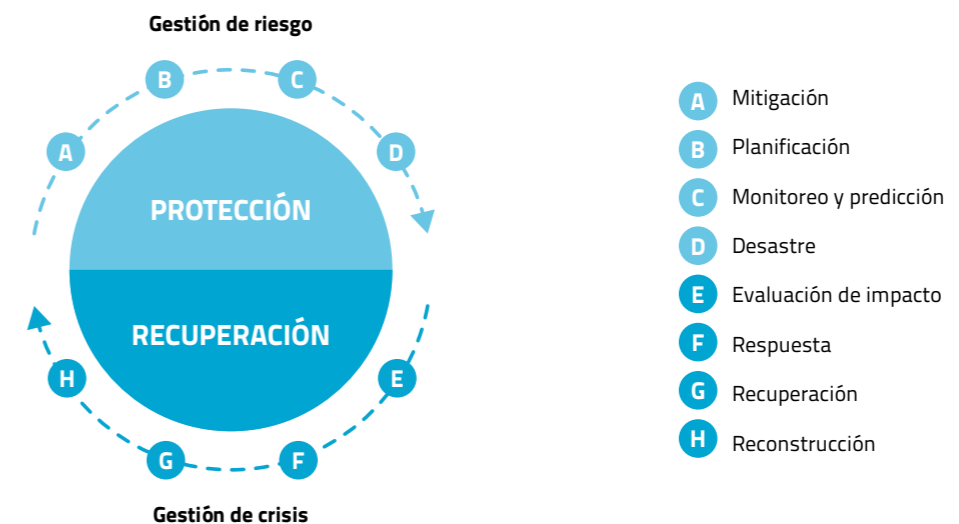 Gestión de riesgo
B
C
A
D
PROTECCIÓN
RECUPERACIÓN
H
E
G
F
Gestión de crisis
A Mitigación
B Planificación
C Monitoreo y predicción
D Desastre
E Evaluación de impacto
F Respuesta
G Recuperación
H Reconstrucción